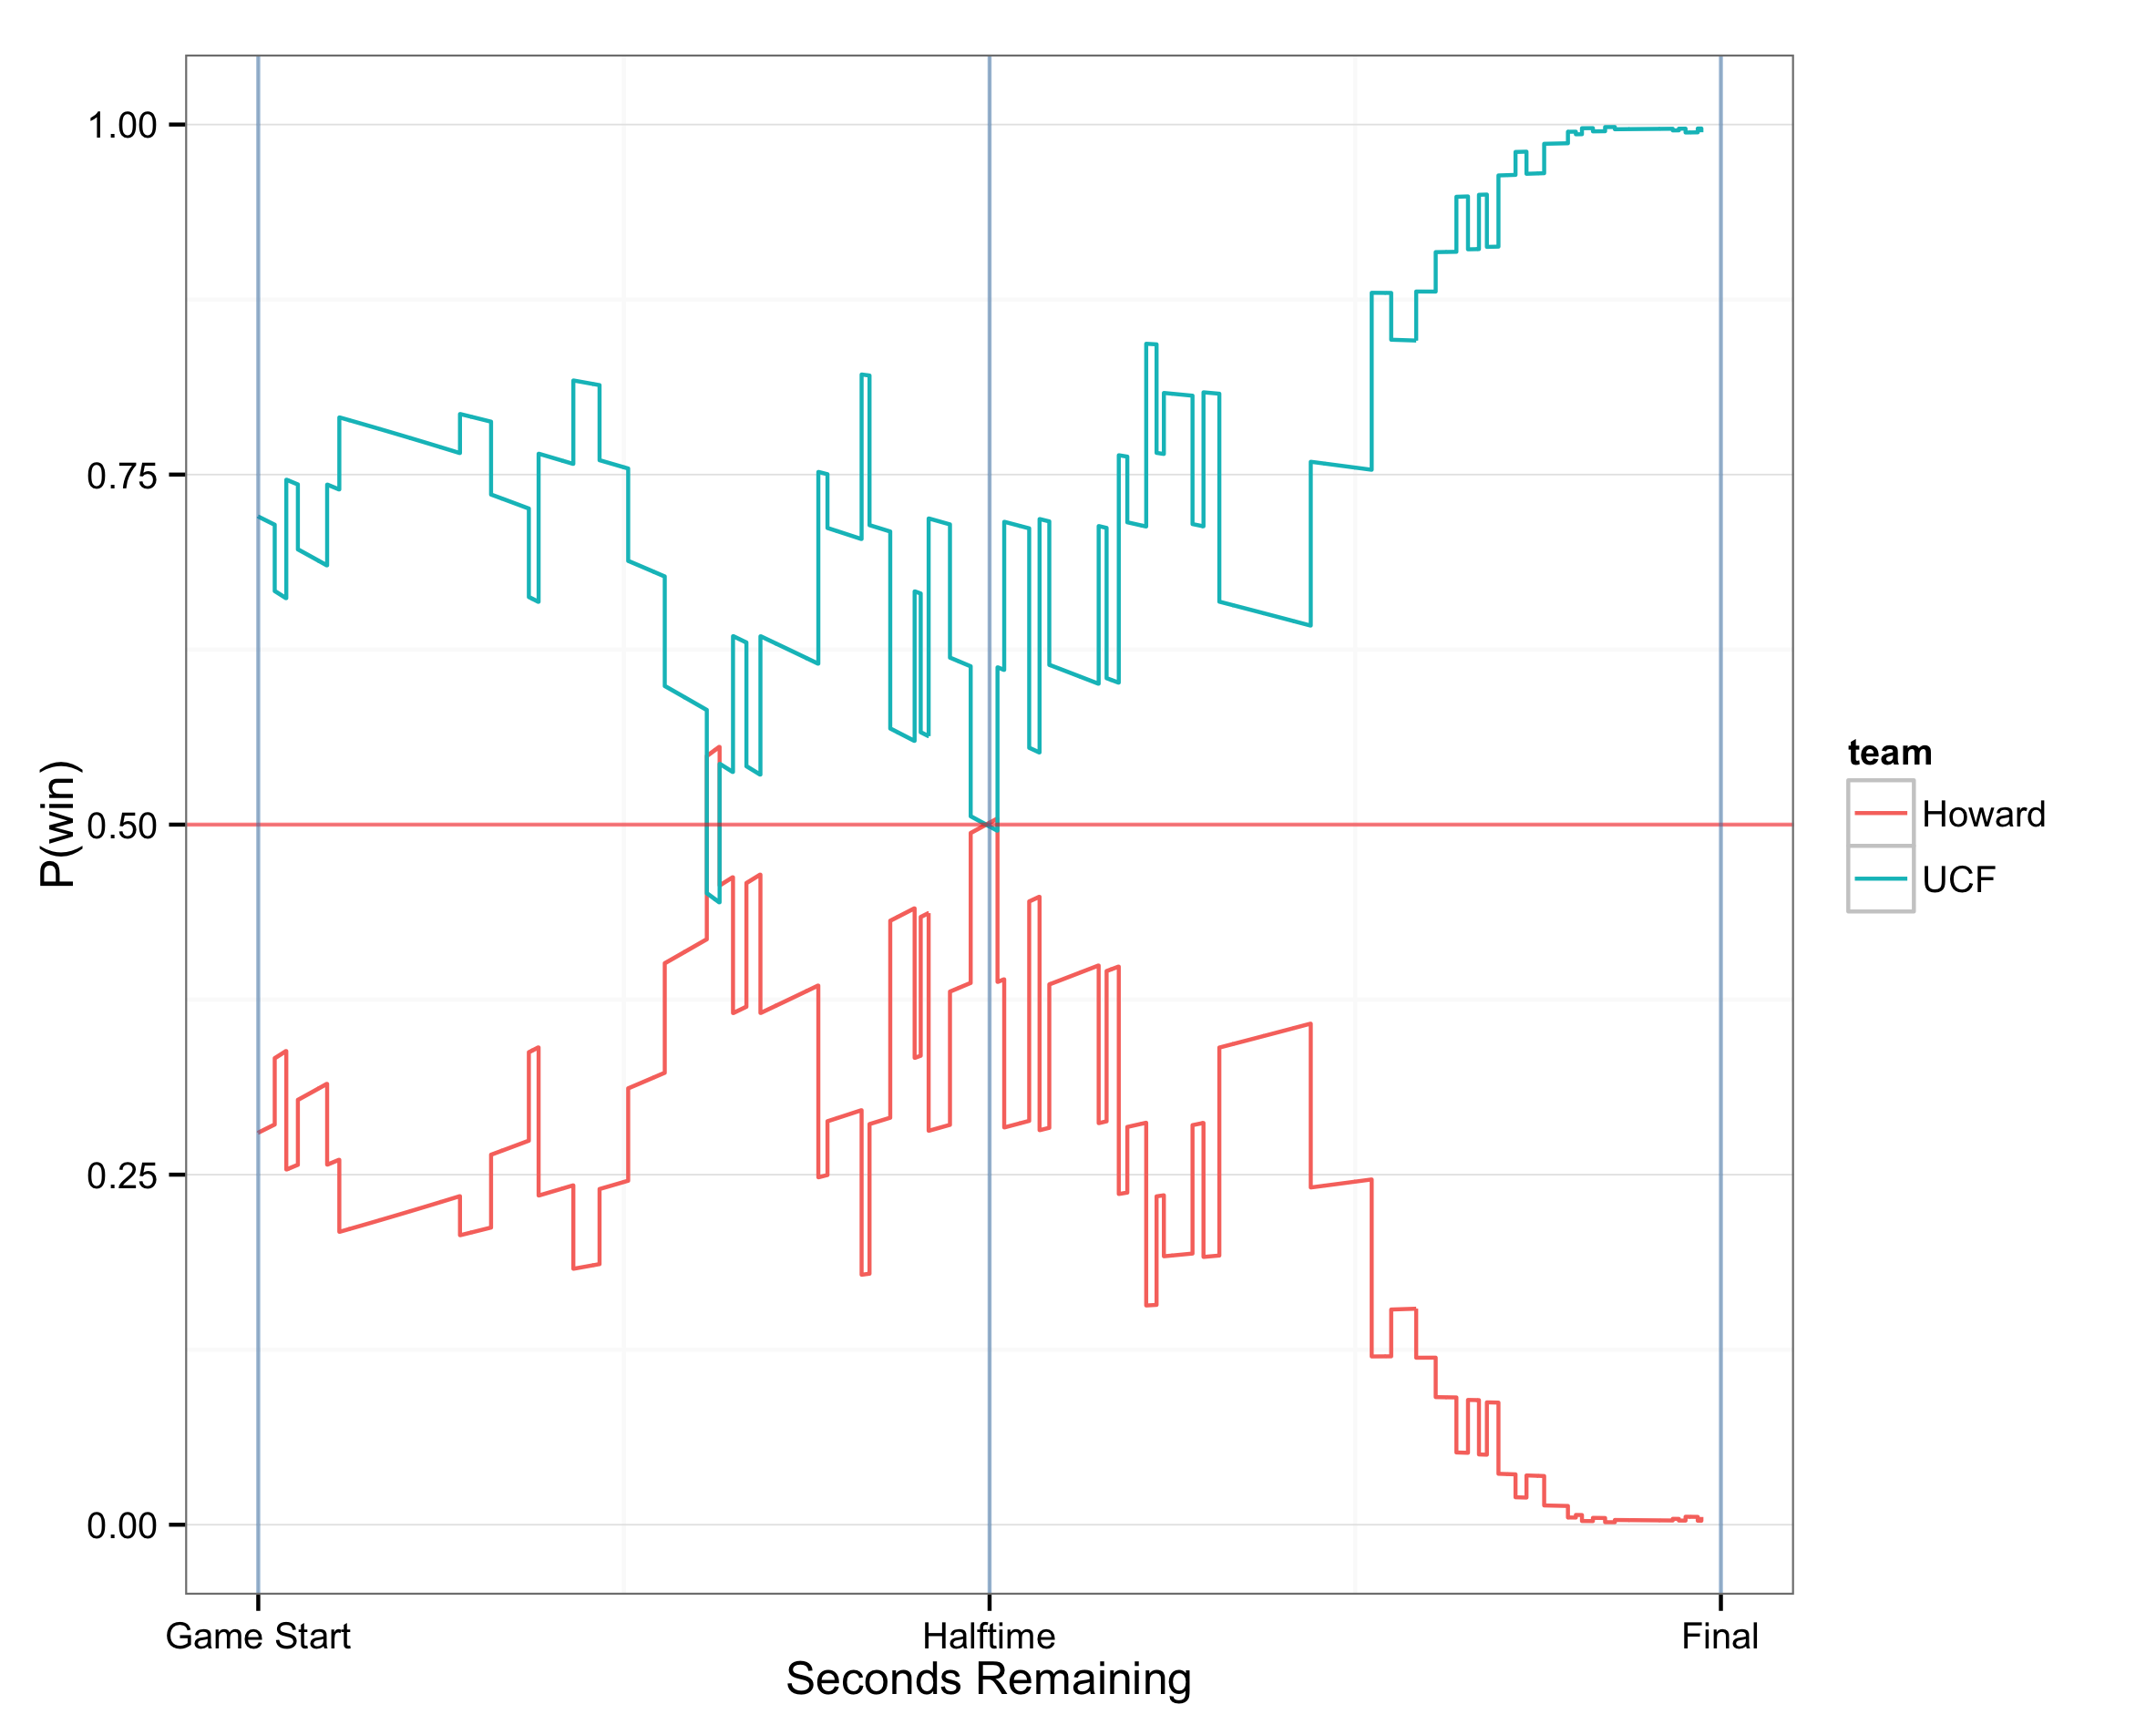 1.00
0.75
0.50
0.25
0.00
P(win)
Game Start
Halftime
Final
Seconds Remaining
team
Howard
UCF